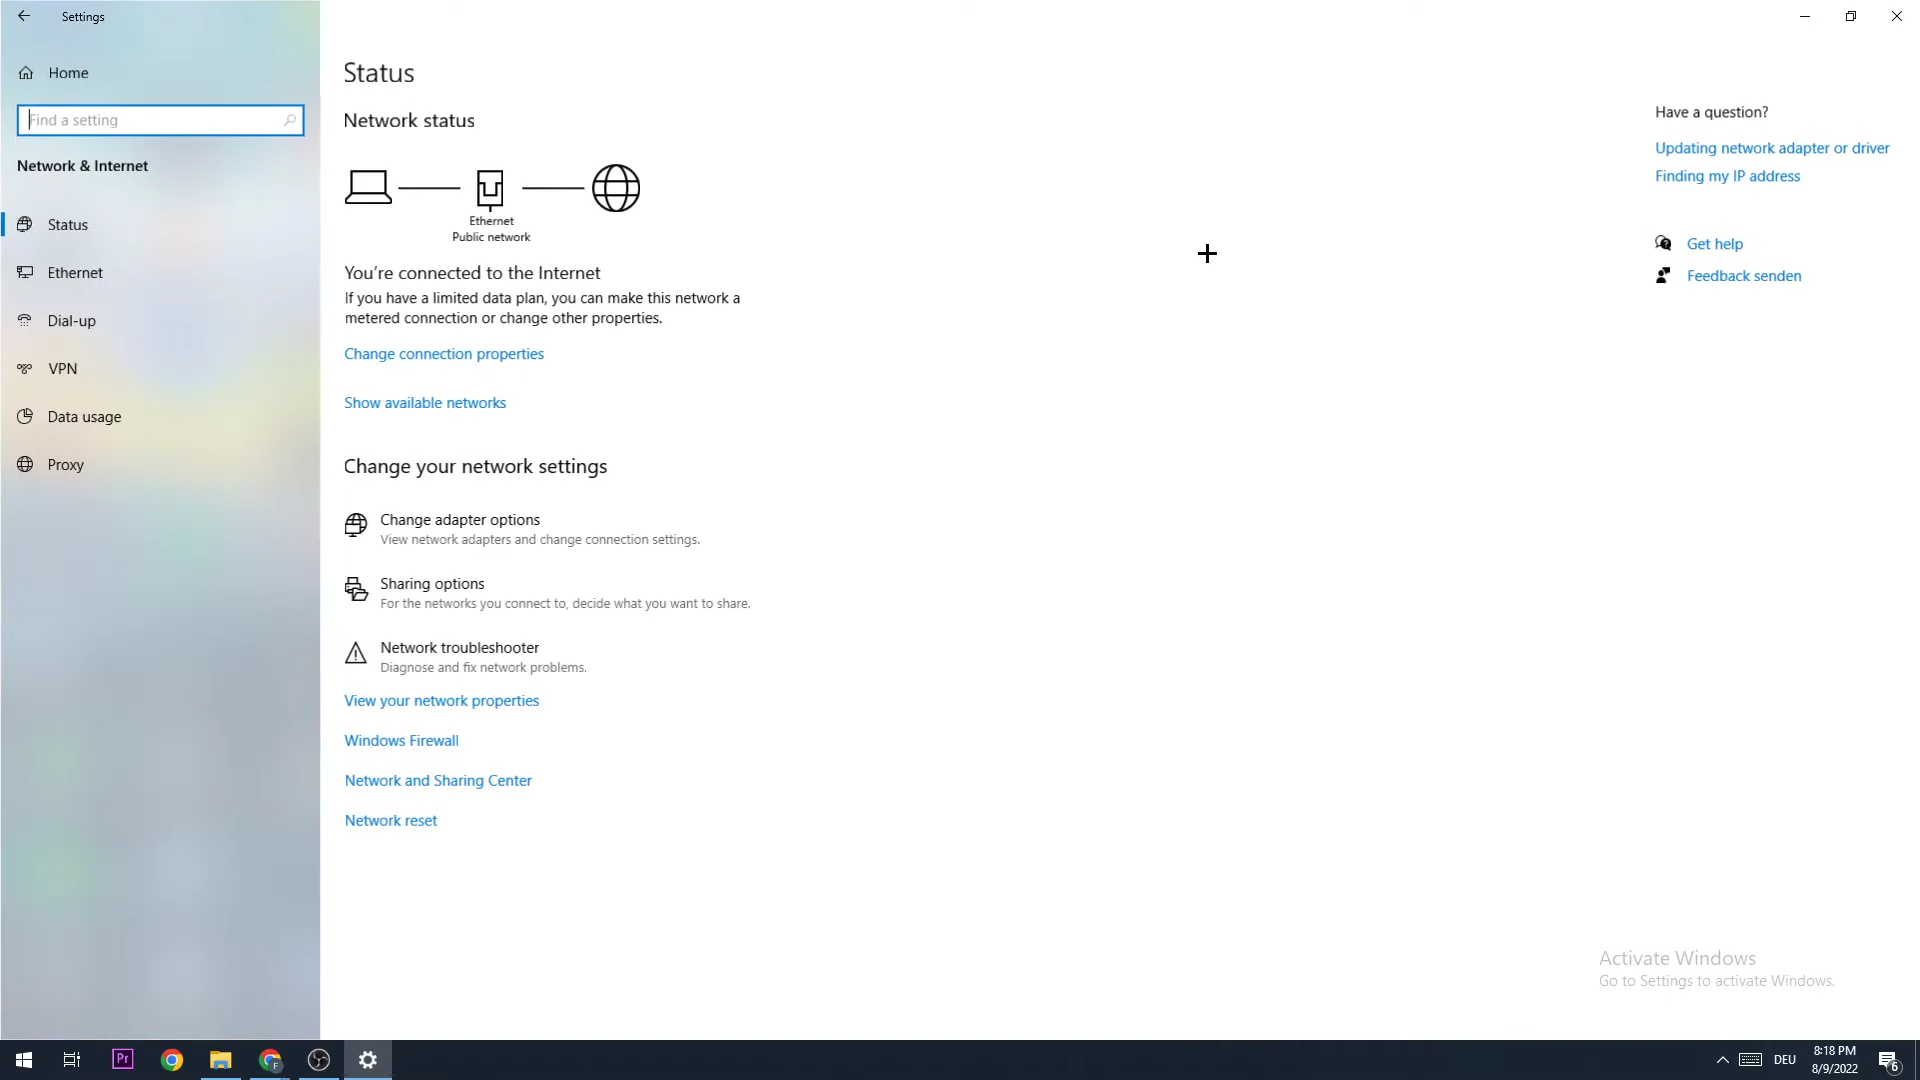 Settings
Home
Find a setting
Network & Internet
Status
Ethernet
Dial-up
VPN
Data usage
Proxy
Status
Network status
Ethernet
Public network
You're connected to the Internet
If you have a limited data plan, you can make this network a
metered connection or change other properties.
Change connection properties
Show available networks
Change your network settings
Change adapter options
View network adapters and change connection settings.
Sharing options
For the networks you connect to, decide what you want to share.
Network troubleshooter
Diagnose and fix network problems.
View your network properties
Windows Firewall
Network and Sharing Center
Network reset
Have a question?
Updating network adapter or driver
Finding my IP address
Get help
Feedback senden
Activate Windows
Go to Settings to activate Windows.
Pr
F
DEU
8:18 PM
8/9/2022
6